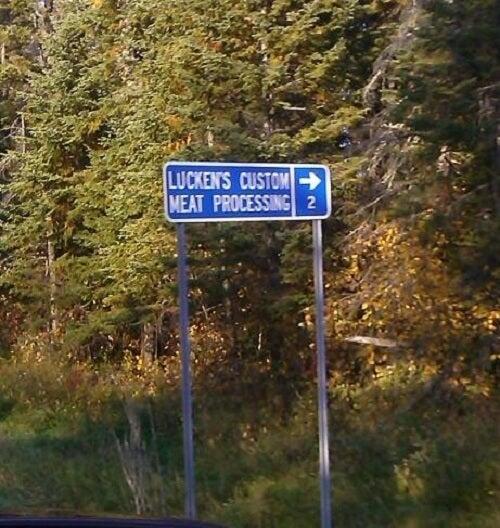 LUCKEN'S CUSTOM →
MEAT PROCESSING 2